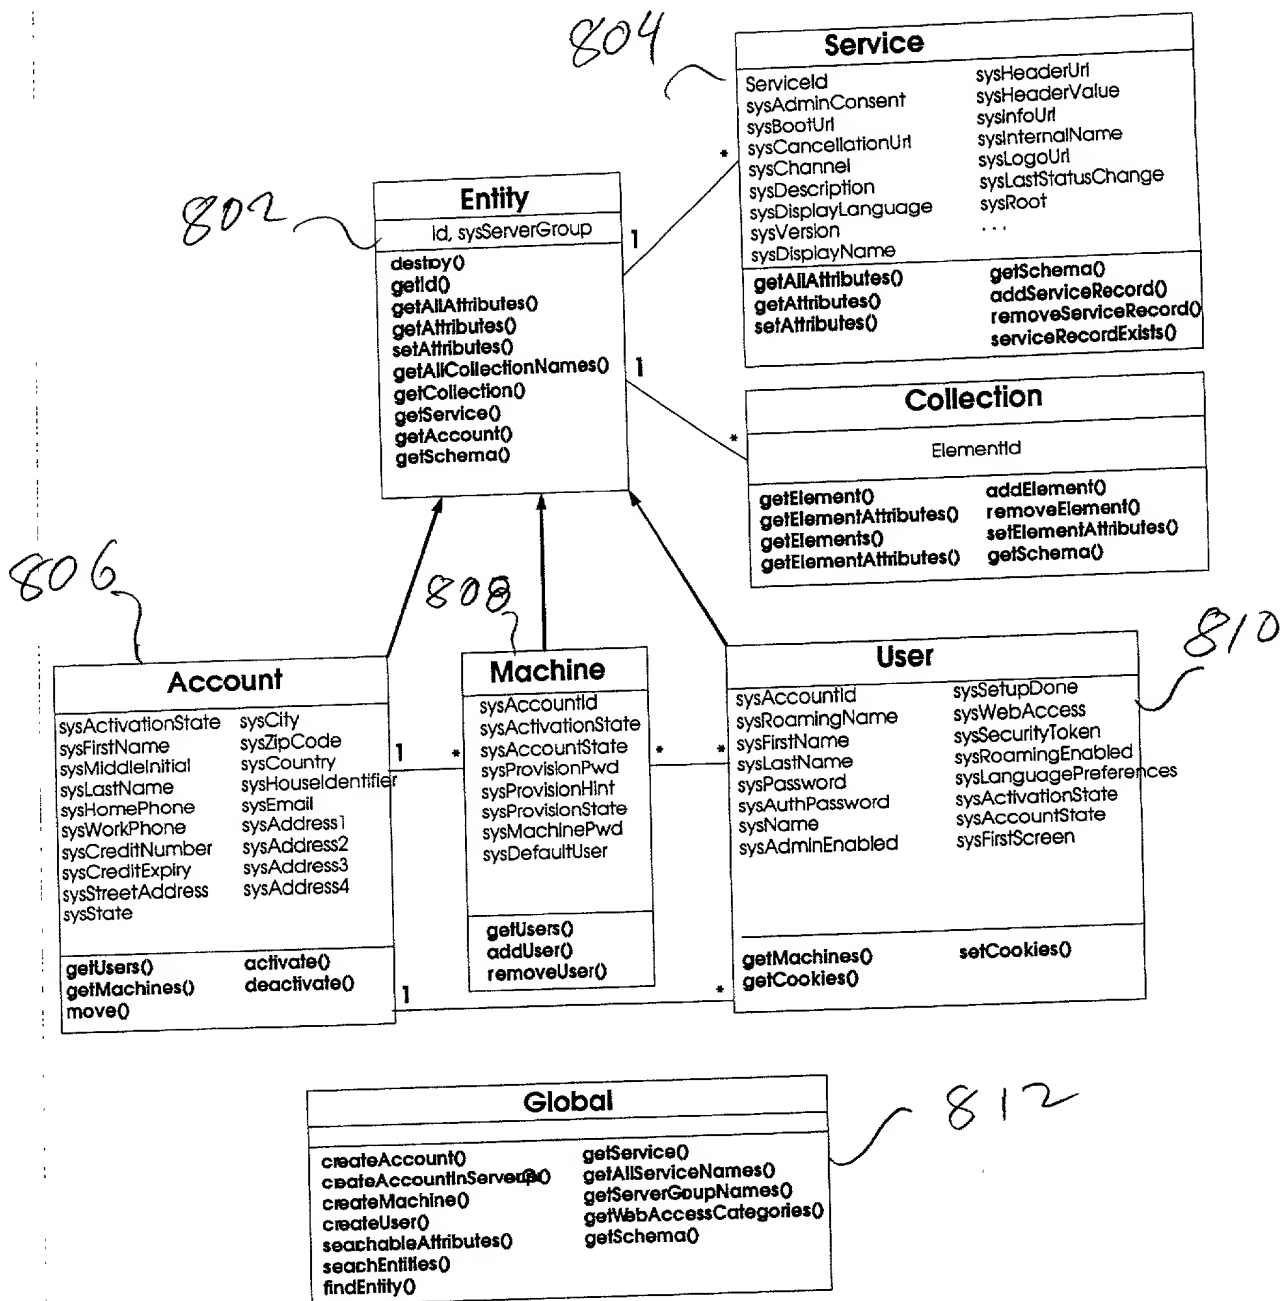 804
Service
ServiceId
sysAdminConsent
sysBootUrl
sysCancellationUrl
sysChannel
sysDescription
sysDisplayLanguage
sysVersion
sysDisplayName
sysHeaderUrl
sysHeaderValue
sysInfoUrl
sysInternalName
sysLogoUrl
sysLastStatusChange
sysRoot
...
getAllAttributes()
getAttributes()
setAttributes()
getSchema()
addServiceRecord()
removeServiceRecord()
serviceRecordExists()
802
Entity
Id, sysServerGroup
destroy()
getId()
getAllAttributes()
getAttributes()
setAttributes()
getAllCollectionNames()
getCollection()
getService()
getAccount()
getSchema()
1
*
1
*
Collection
ElementId
getElement()
getElementAttributes()
getElements()
getElementAttributes()
addElement()
removeElement()
setElementAttributes()
getSchema()
806
Account
sysActivationState
sysFirstName
sysMiddleInitial
sysLastName
sysHomePhone
sysWorkPhone
sysCreditNumber
sysCreditExpiry
sysStreetAddress
sysState
sysCity
sysZipCode
sysCountry
sysHouseIdentifier
sysEmail
sysAddress1
sysAddress2
sysAddress3
sysAddress4
getUsers()
getMachines()
move()
activate()
deactivate()
1
*
808
Machine
sysAccountId
sysActivationState
sysAccountState
sysProvisionPwd
sysProvisionHint
sysProvisionState
sysMachinePwd
sysDefaultUser
getUsers()
addUser()
removeUser()
*
*
1
*
810
User
sysAccountId
sysRoamingName
sysFirstName
sysLastName
sysPassword
sysAuthPassword
sysName
sysAdminEnabled
sysSetupDone
sysWebAccess
sysSecurityToken
sysRoamingEnabled
sysLanguagePreferences
sysActivationState
sysAccountState
sysFirstScreen
getMachines()
getCookies()
setCookies()
812
Global
createAccount()
createMachine()
createUser()
seachableAttributes()
seachEntities()
findEntity()
getService()
getAllServiceNames()
getServerGoupNames()
getWebAccessCategories()
getSchema()